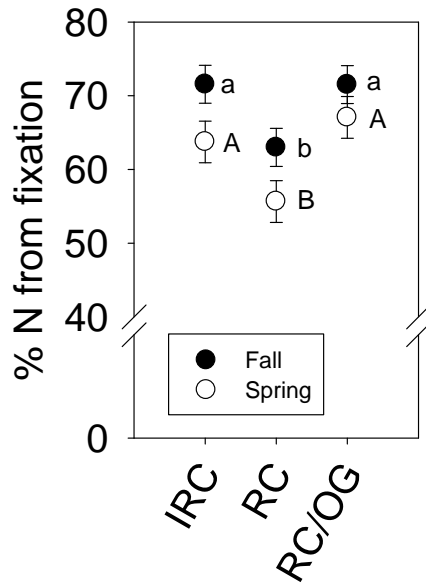 % N from fixation
80
70
60
50
40
0
a
A
b
B
a
A
Fall
Spring
IRC
RC
RC/OG